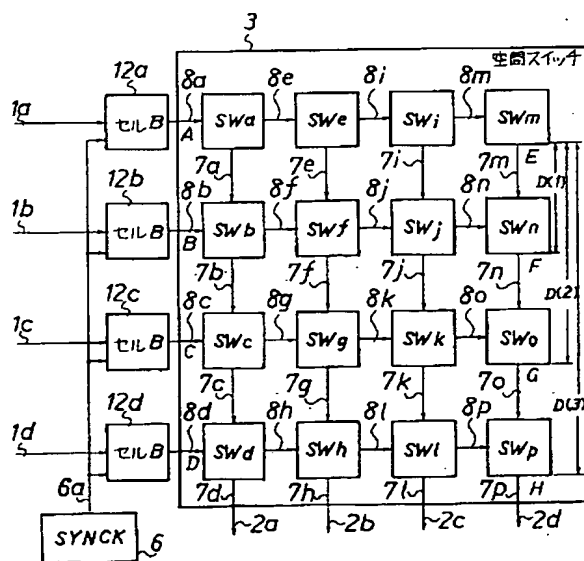 3
空間スイッチ
12a 8a 8e 8i 8m
1a セルB A SWa SWe SWi SWm
7a 7e 7i 7m E
12b 8b 8f 8j 8n D(1)
1b セルB B SWb SWf SWj SWn
7b 7f 7j 7n F
12c 8c 8g 8k 8o D(2)
1c セルB C SWc SWg SWk SWo
7c 7g 7k 7o G
12d 8d 8h 8l 8p D(3)
1d セルB D SWd SWh SWl SWp
6a 7d 7h 7l 7p H
SYNCK 6 2a 2b 2c 2d